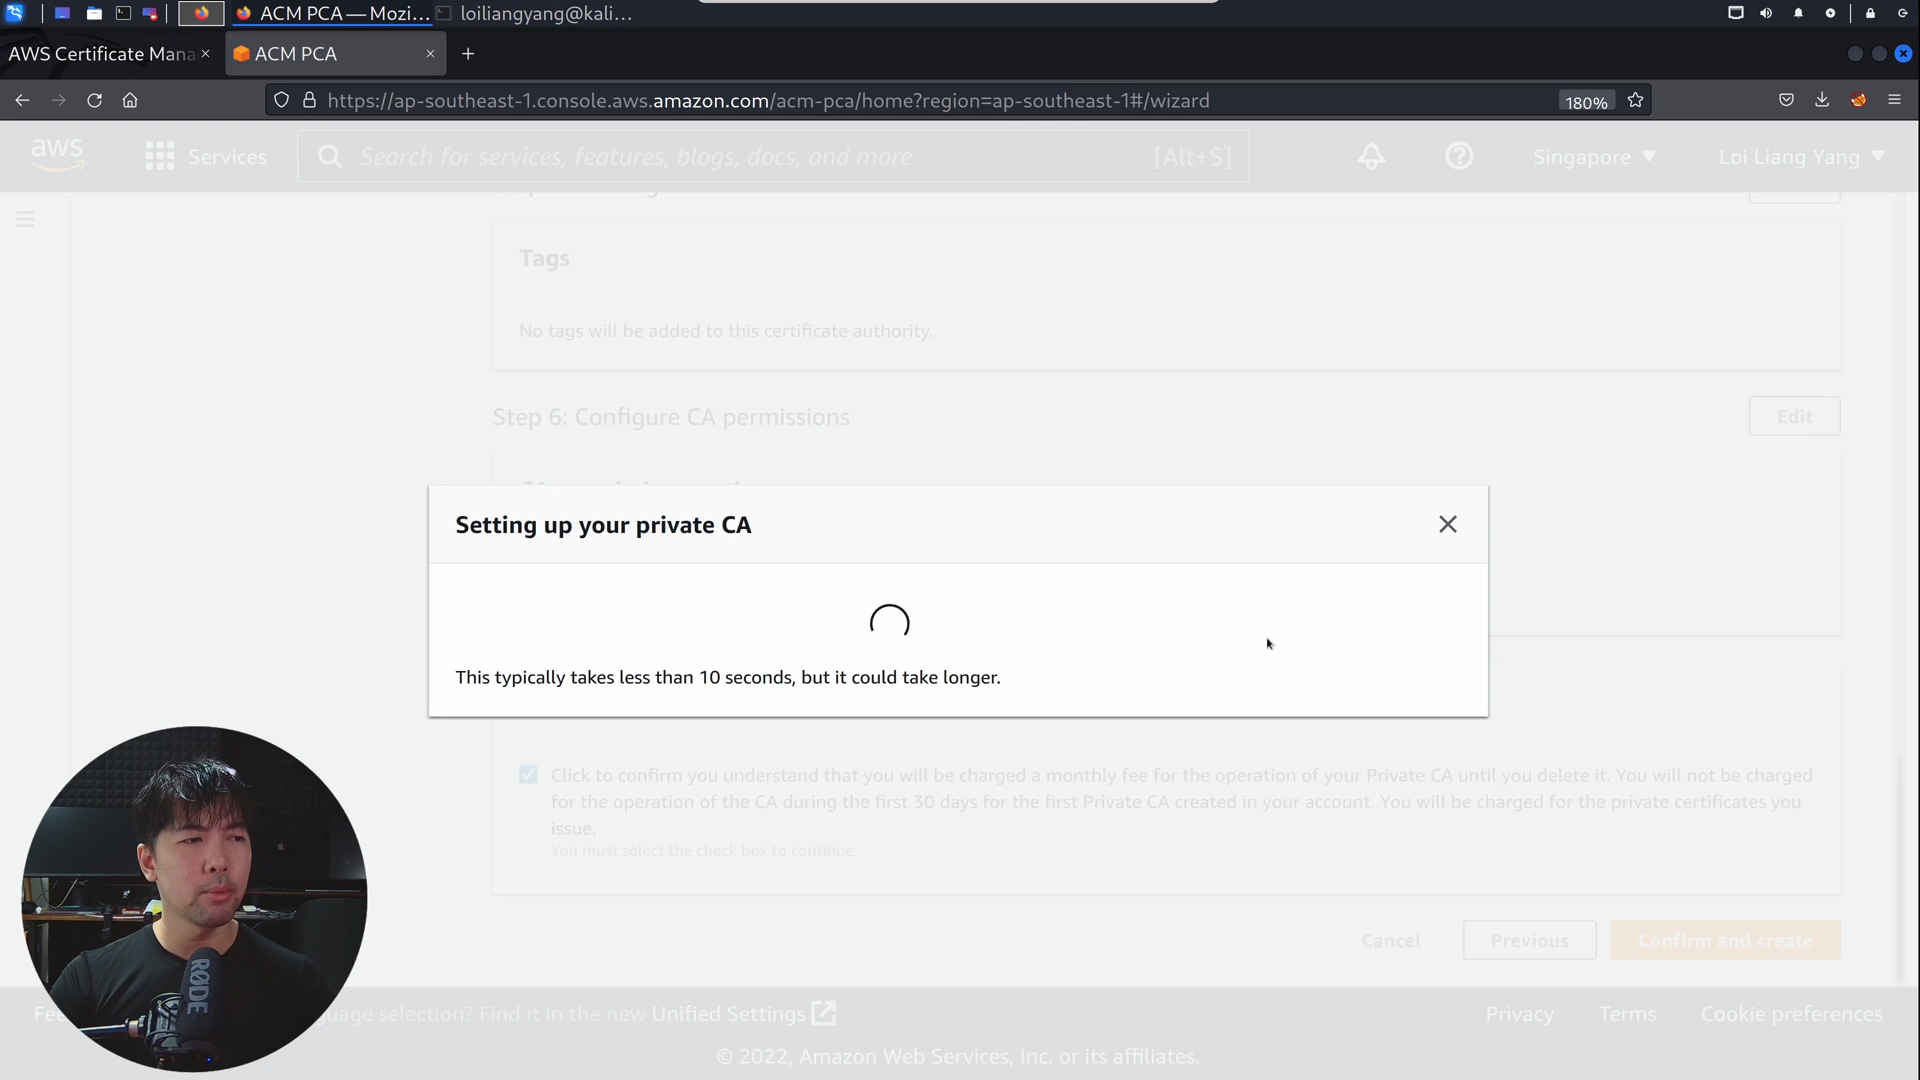 ACM PCA — Mozi...
loiliangyang@kali...
AWS Certificate Mana
ACM PCA
https://ap-southeast-1.console.aws.amazon.com/acm-pca/home?region=ap-southeast-1#/wizard
180%
aws
Services
Search for services, features, blogs, docs, and more
[Alt+S]
Singapore
Loi Liang Yang
Tags
No tags will be added to this certificate authority.
Step 6: Configure CA permissions
Edit
Setting up your private CA
This typically takes less than 10 seconds, but it could take longer.
Click to confirm you understand that you will be charged a monthly fee for the operation of your Private CA until you delete it. You will not be charged
for the operation of the CA during the first 30 days for the first Private CA created in your account. You will be charged for the private certificates you
issue.
You must select the check box to continue.
Cancel
Previous
Confirm and create
RØDE
guage selection? Find it in the new Unified Settings
Privacy
Terms
Cookie preferences
© 2022, Amazon Web Services, Inc. or its affiliates.